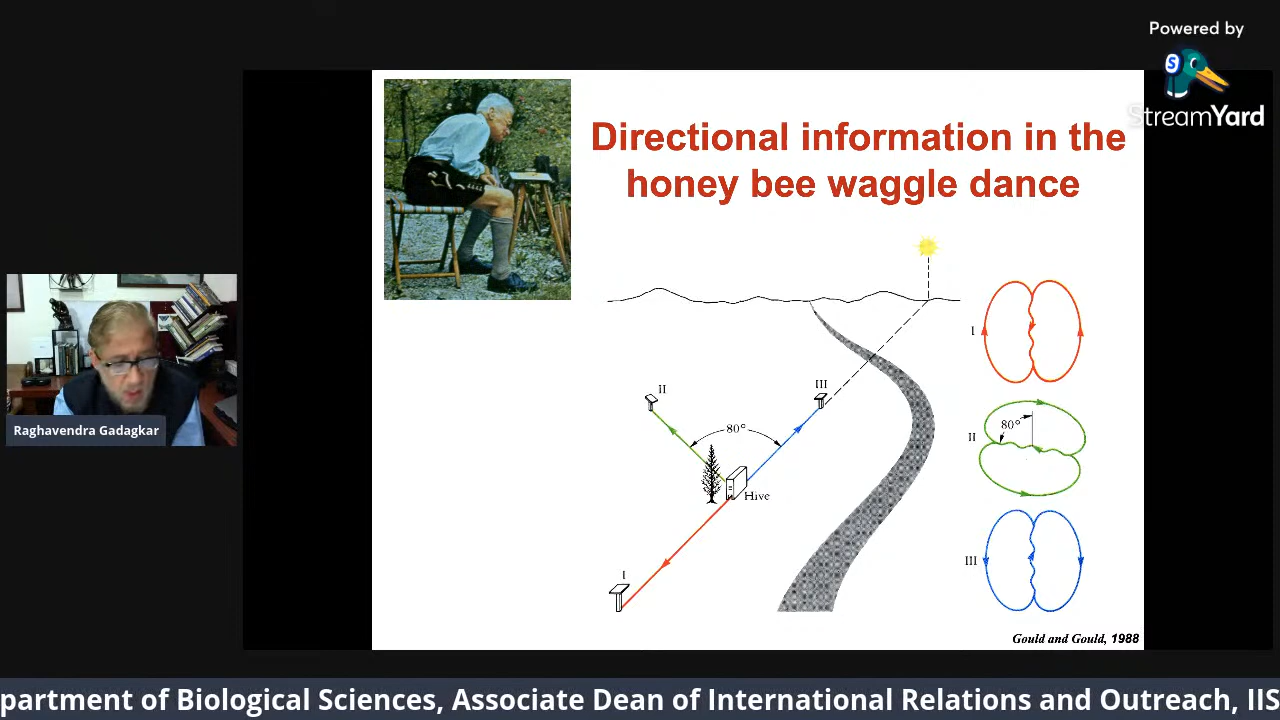 Powered by
S
StreamYard
Directional information in the
honey bee waggle dance
I
II
III
80°
80°
II
Hive
I
III
Gould and Gould, 1988
Raghavendra Gadagkar
partment of Biological Sciences, Associate Dean of International Relations and Outreach, IIS